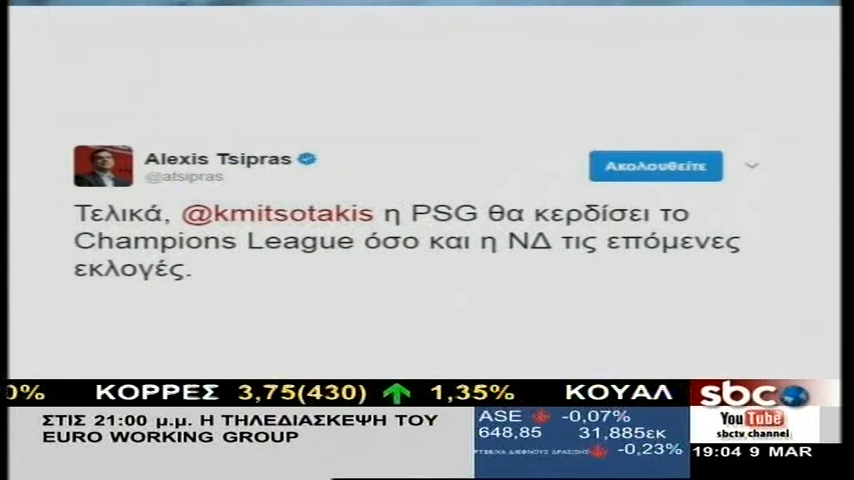 Alexis Tsipras
@atsipras
Ακολουθείτε
Τελικά, @kmitsotakis η PSG θα κερδίσει το
Champions League όσο και η ΝΔ τις επόμενες
εκλογές.
0% ΚΟΡΡΕΣ 3,75(430) 1,35% ΚΟΥΑΛ
sbc
ΣΤΙΣ 21:00 μ.μ. Η ΤΗΛΕΔΙΑΣΚΕΨΗ ΤΟΥ
EURO WORKING GROUP
ASE -0,07%
648,85 31,885εκ
-0,23%
You Tube
sbctv channel
19:04 9 MAR